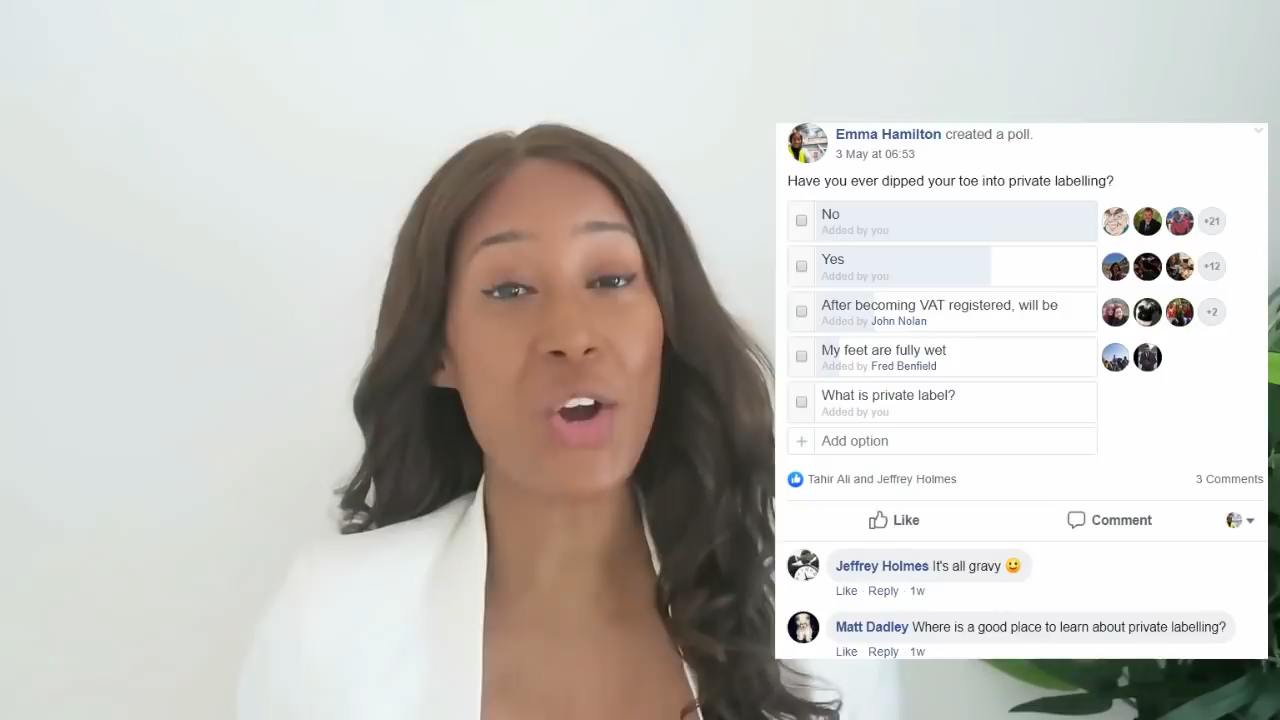 Emma Hamilton created a poll.
3 May at 06:53
Have you ever dipped your toe into private labelling?
No
Added by you
+21
Yes
Added by you
+12
After becoming VAT registered, will be
Added by John Nolan
+2
My feet are fully wet
Added by Fred Benfield
What is private label?
Added by you
+ Add option
Tahir Ali and Jeffrey Holmes 3 Comments
Like Comment
Jeffrey Holmes It's all gravy 🙂
Like · Reply · 1w
Matt Dadley Where is a good place to learn about private labelling?
Like · Reply · 1w